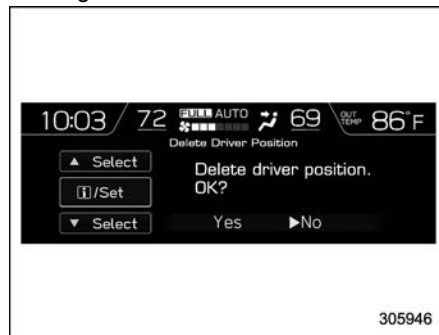 10:03 72 FULL AUTO 69 OUT TEMP 86°F
Delete Driver Position
▲ Select
Delete driver position.
i/Set
OK?
▼ Select
Yes ▶No
305946